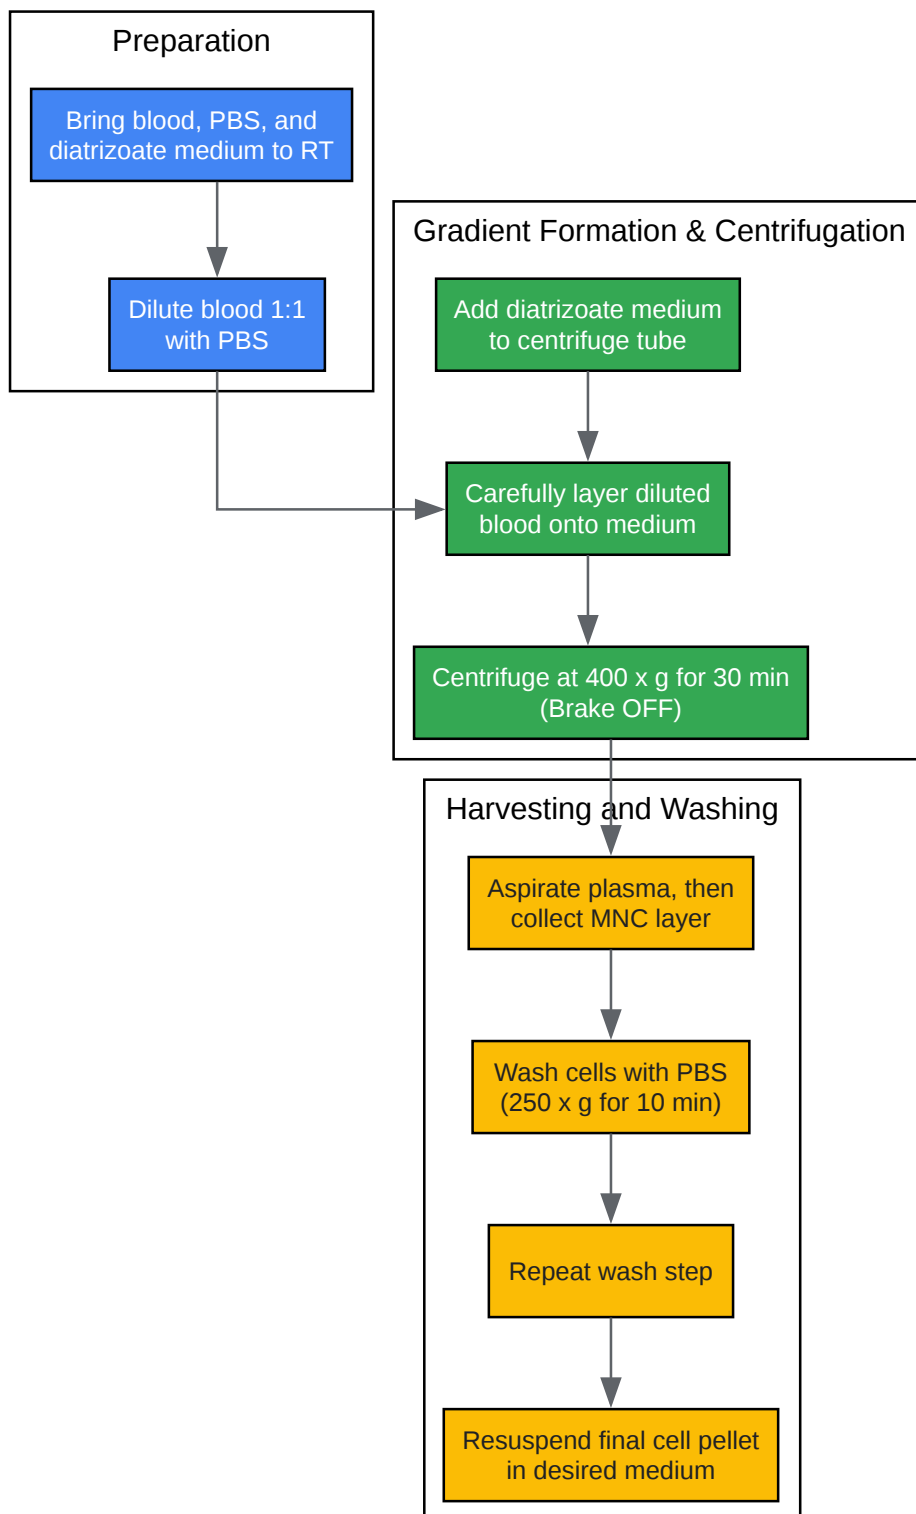 Preparation
Bring blood, PBS, and
diatrizoate medium to RT
Dilute blood 1:1
with PBS
Gradient Formation & Centrifugation
Add diatrizoate medium
to centrifuge tube
Carefully layer diluted
blood onto medium
Centrifuge at 400 x g for 30 min
(Brake OFF)
Harvesting and Washing
Aspirate plasma, then
collect MNC layer
Wash cells with PBS
(250 x g for 10 min)
Repeat wash step
Resuspend final cell pellet
in desired medium